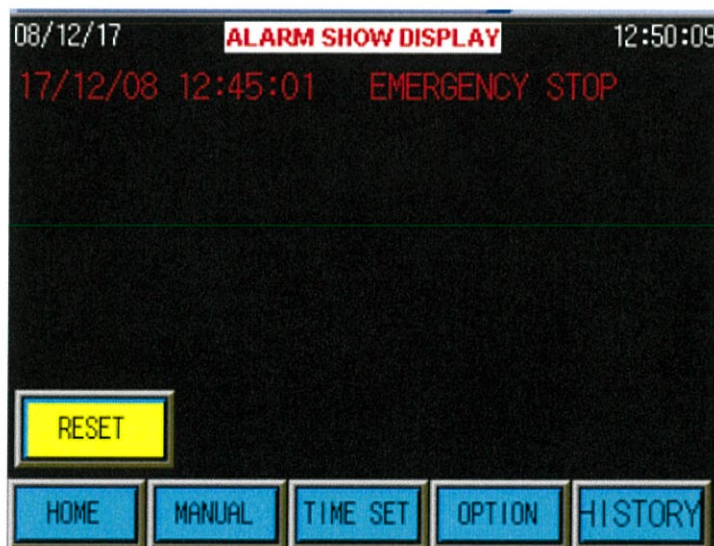 08/12/17 ALARM SHOW DISPLAY 12:50:09
17/12/08 12:45:01 EMERGENCY STOP
RESET
HOME MANUAL TIME SET OPTION HISTORY